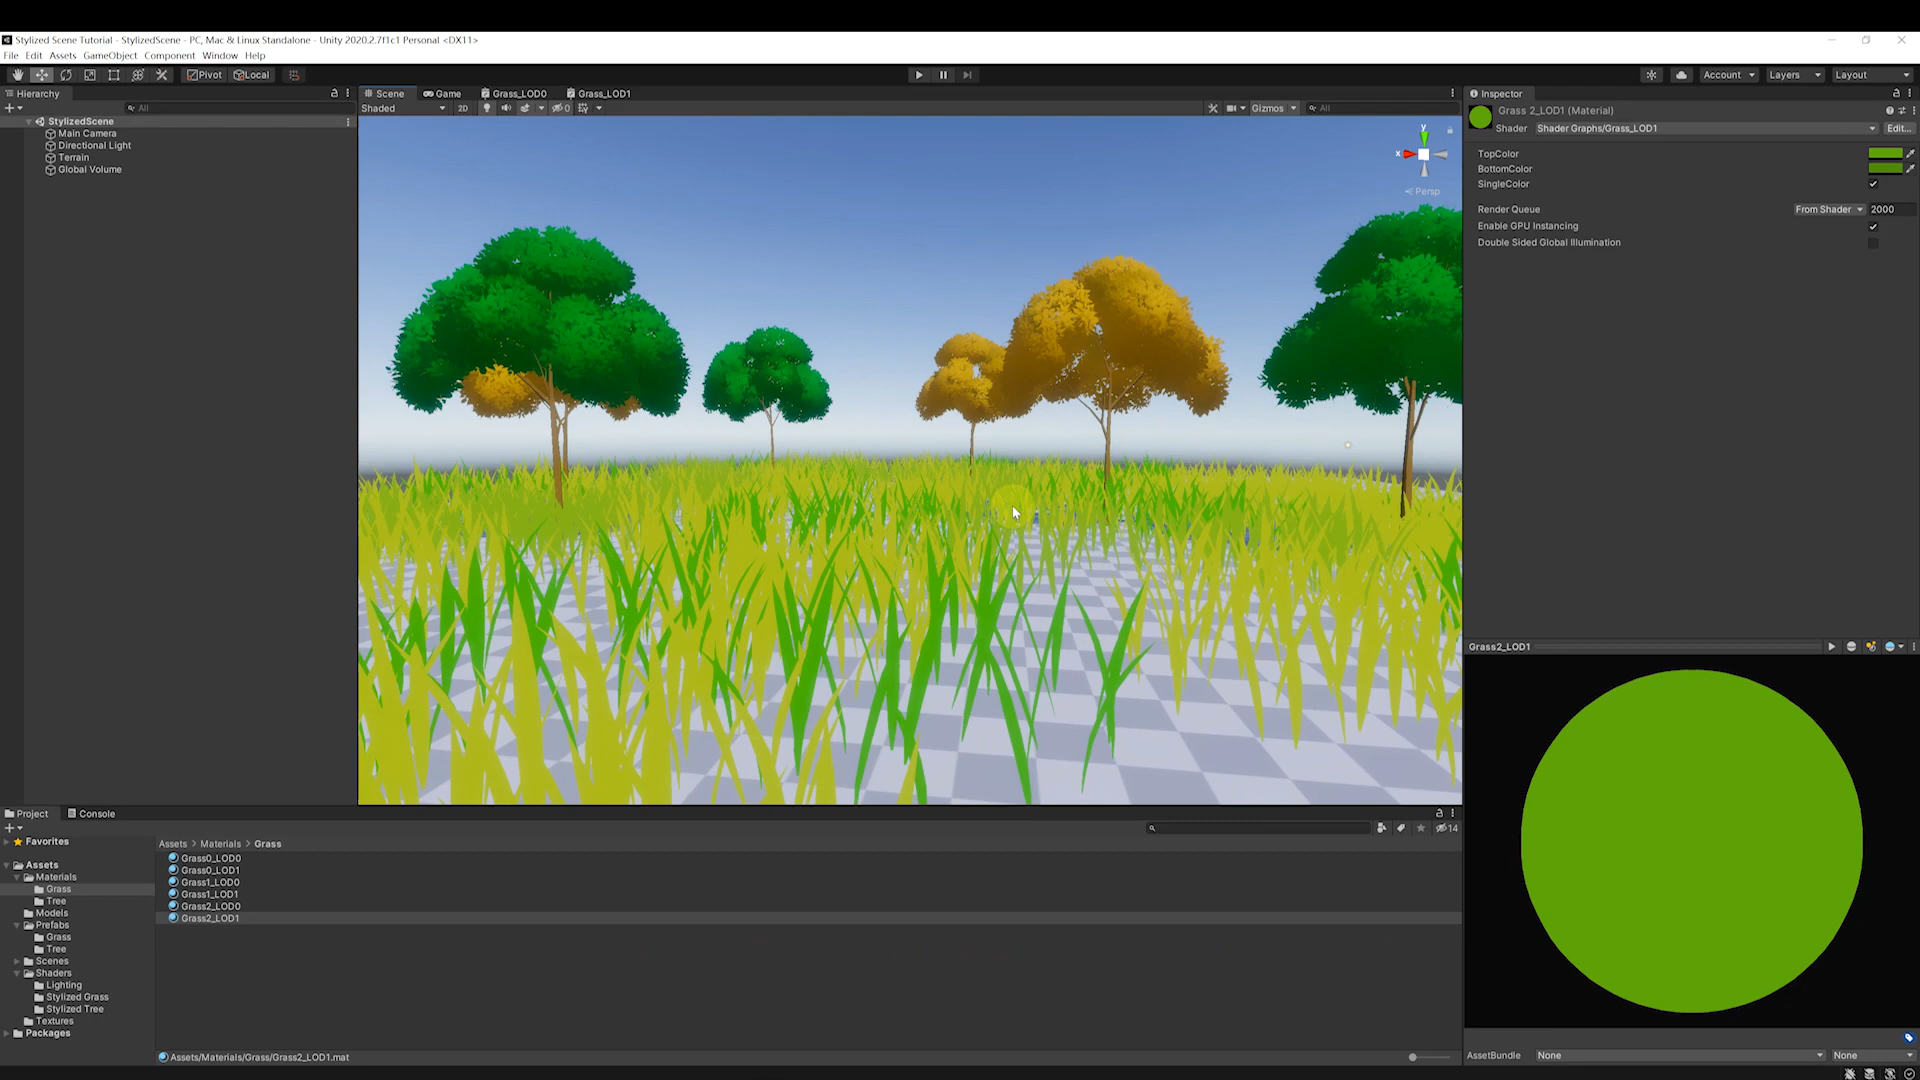 Stylized Scene Tutorial - StylizedScene - PC, Mac & Linux Standalone - Unity 2020.2.7f1c1 Personal <DX11>
File Edit Assets GameObject Component Window Help
Pivot Local Account Layers Layout
Hierarchy
All
StylizedScene
Main Camera
Directional Light
Terrain
Global Volume
Scene Game Grass_LOD0 Grass_LOD1
Shaded 2D 0 Gizmos All
y
x
Persp
Inspector
Grass 2_LOD1 (Material)
Shader Shader Graphs/Grass_LOD1 Edit...
TopColor
BottomColor
SingleColor
Render Queue From Shader 2000
Enable GPU Instancing
Double Sided Global Illumination
Grass2_LOD1
AssetBundle None None
Project Console
14
Favorites
Assets
Materials
Grass
Tree
Models
Prefabs
Grass
Tree
Scenes
Shaders
Lighting
Stylized Grass
Stylized Tree
Textures
Packages
Assets > Materials > Grass
Grass0_LOD0
Grass0_LOD1
Grass1_LOD0
Grass1_LOD1
Grass2_LOD0
Grass2_LOD1
Assets/Materials/Grass/Grass2_LOD1.mat